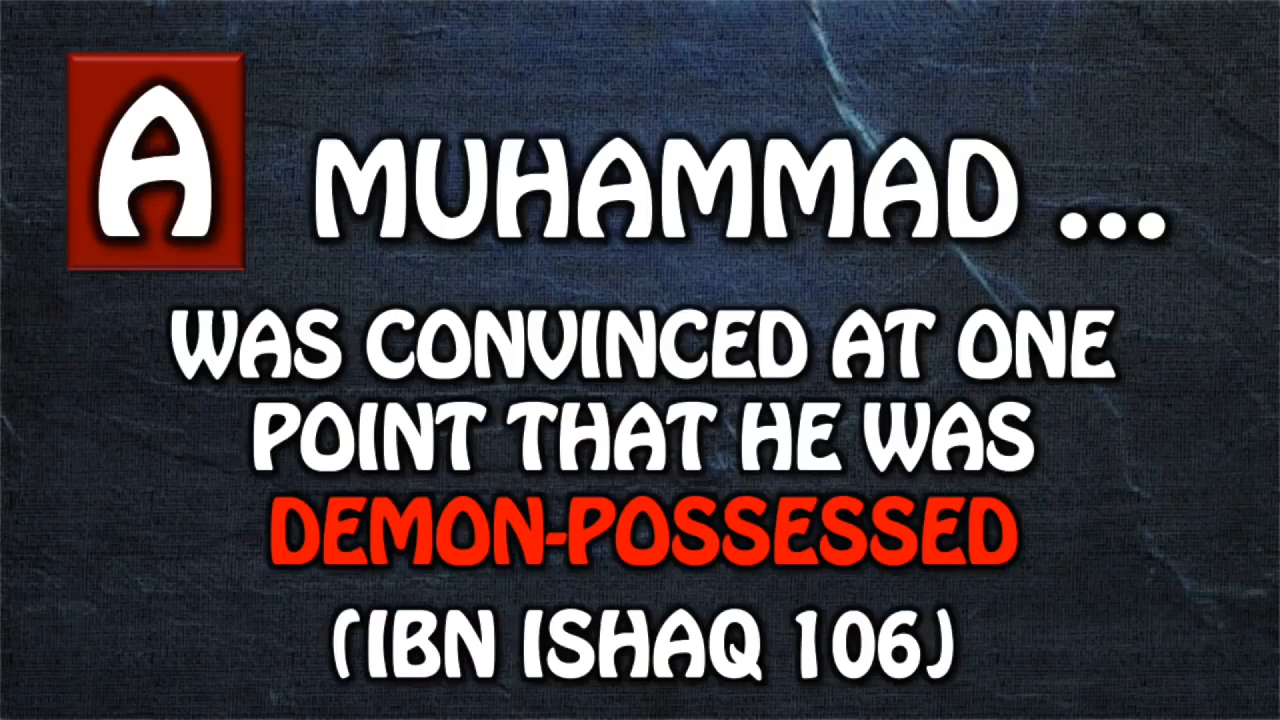 A MUHAMMAD ...
WAS CONVINCED AT ONE
POINT THAT HE WAS
DEMON-POSSESSED
(IBN ISHAQ 106)